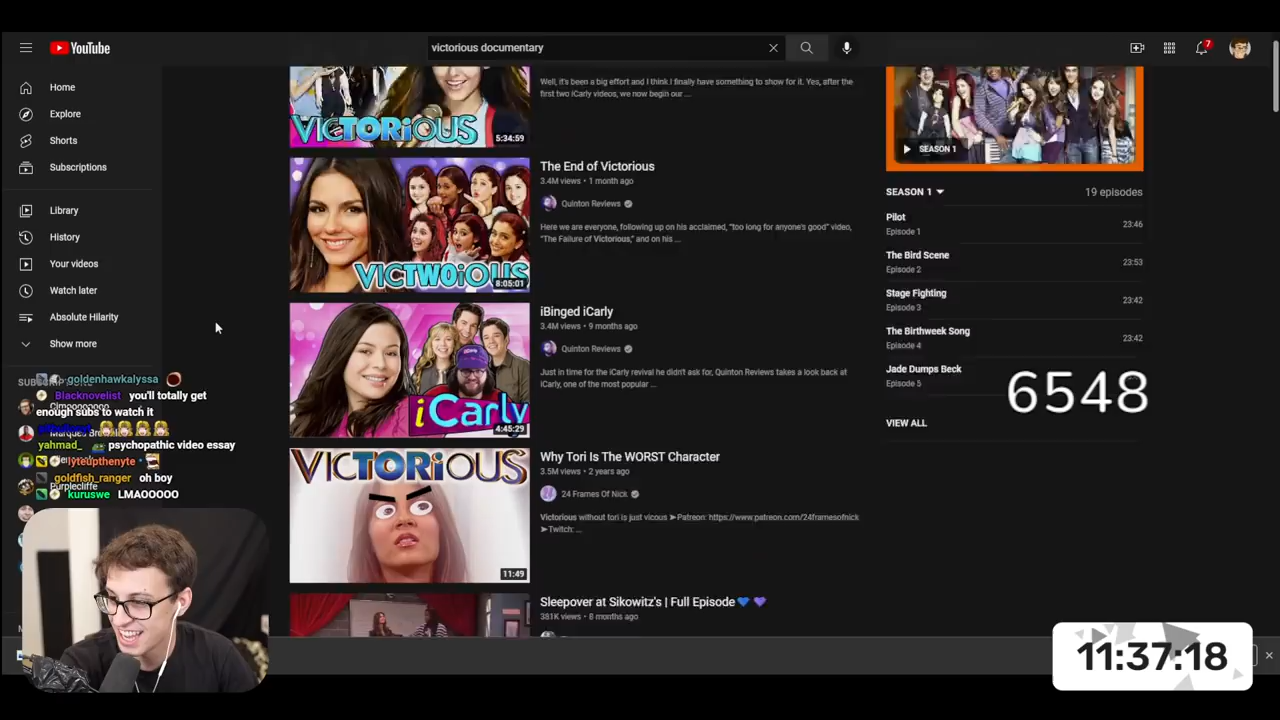 YouTube
victorious documentary
7
Home
Explore
Shorts
Subscriptions
Library
History
Your videos
Watch later
Absolute Hilarity
Show more
goldenhawkalyssa
Blacknovelist you'll totally get
enough subs to watch it
yahmad_ psychopathic video essay
lyteupthenyte
goldfish_ranger oh boy
Purplecliffe
kuruswe LMAOOOOO
VICTORiOUS
5:34:59
Well, it's been a big effort and I think I finally have something to show for it. Yes, after the
first two iCarly videos, we now begin our ...
VICTWOiOUS
8:05:01
The End of Victorious
3.4M views • 1 month ago
Quinton Reviews
Here we are everyone, following up on his acclaimed, "too long for anyone's good" video,
"The Failure of Victorious," and on his ...
iCarly
4:45:29
iBinged iCarly
3.4M views • 9 months ago
Quinton Reviews
Just in time for the iCarly revival he didn't ask for, Quinton Reviews takes a look back at
iCarly, one of the most popular ...
VICTORiOUS
11:49
Why Tori Is The WORST Character
3.5M views • 2 years ago
24 Frames Of Nick
Victorious without tori is just vicous ➤Patreon: https://www.patreon.com/24framesofnick
➤Twitch: ...
Sleepover at Sikowitz's | Full Episode 💙 💜
381K views • 8 months ago
SEASON 1
SEASON 1
19 episodes
Pilot
Episode 1
23:46
The Bird Scene
Episode 2
23:53
Stage Fighting
Episode 3
23:42
The Birthweek Song
Episode 4
23:42
Jade Dumps Beck
Episode 5
VIEW ALL
6548
11:37:18